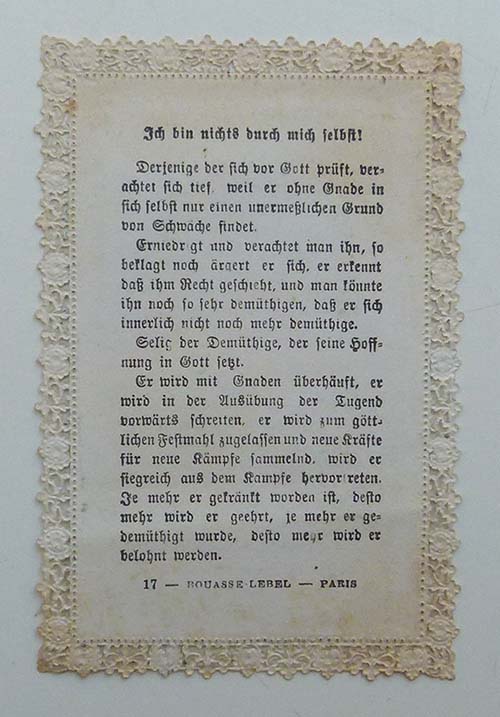 Ich bin nichts durch mich selbst!
Derjenige der sich vor Gott prüft, ver-
achtet sich tief, weil er ohne Gnade in
sich selbst nur einen unermeßlichen Grund
von Schwäche findet.
Erniedrigt und verachtet man ihn, so
beklagt noch ärgert er sich, er erkennt
daß ihm Recht geschieht, und man könnte
ihn noch so sehr demüthigen, daß er sich
innerlich nicht noch mehr demüthige.
Selig der Demüthige, der seine Hoff-
nung in Gott setzt.
Er wird mit Gnaden überhäuft, er
wird in der Ausübung der Tugend
vorwärts schreiten, er wird zum gött-
lichen Festmahl zugelassen und neue Kräfte
für neue Kämpfe sammelnd, wird er
siegreich aus dem Kampfe hervortreten.
Je mehr er gekränkt worden ist, desto
mehr wird er geehrt, je mehr er ge-
demüthigt wurde, desto mehr wird er
belohnt werden.
17 — BOUASSE-LEBEL — PARIS